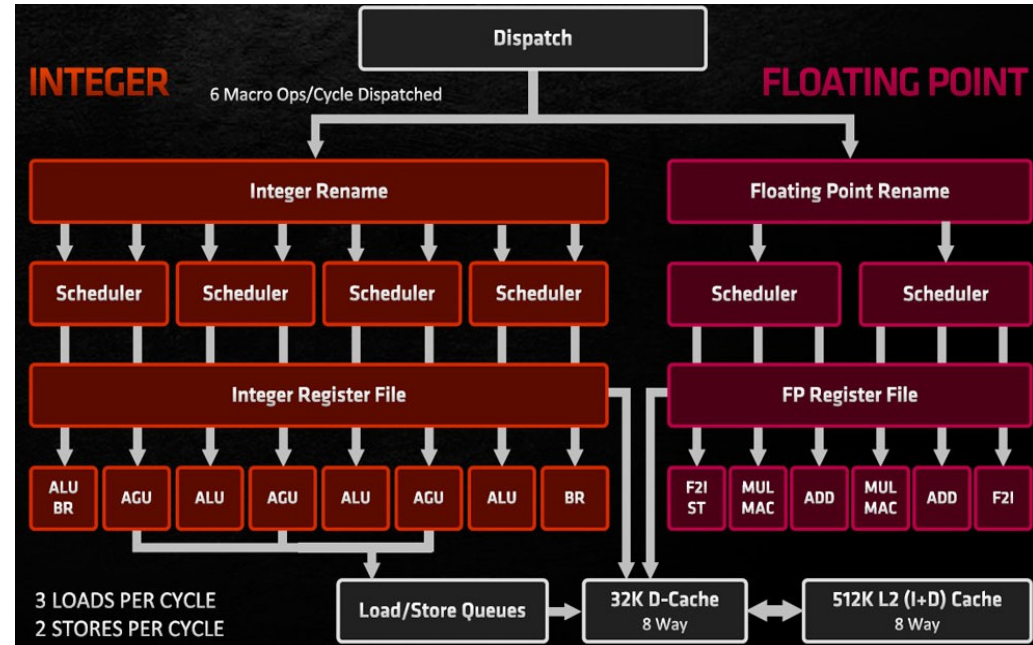 Dispatch
INTEGER
FLOATING POINT
6 Macro Ops/Cycle Dispatched
Integer Rename
Floating Point Rename
Scheduler
Scheduler
Scheduler
Scheduler
Scheduler
Scheduler
Integer Register File
FP Register File
ALU
BR
AGU
ALU
AGU
ALU
AGU
ALU
BR
F2I
ST
MUL
MAC
ADD
MUL
MAC
ADD
F2I
3 LOADS PER CYCLE
2 STORES PER CYCLE
Load/Store Queues
32K D-Cache
8 Way
512K L2 (I+D) Cache
8 Way